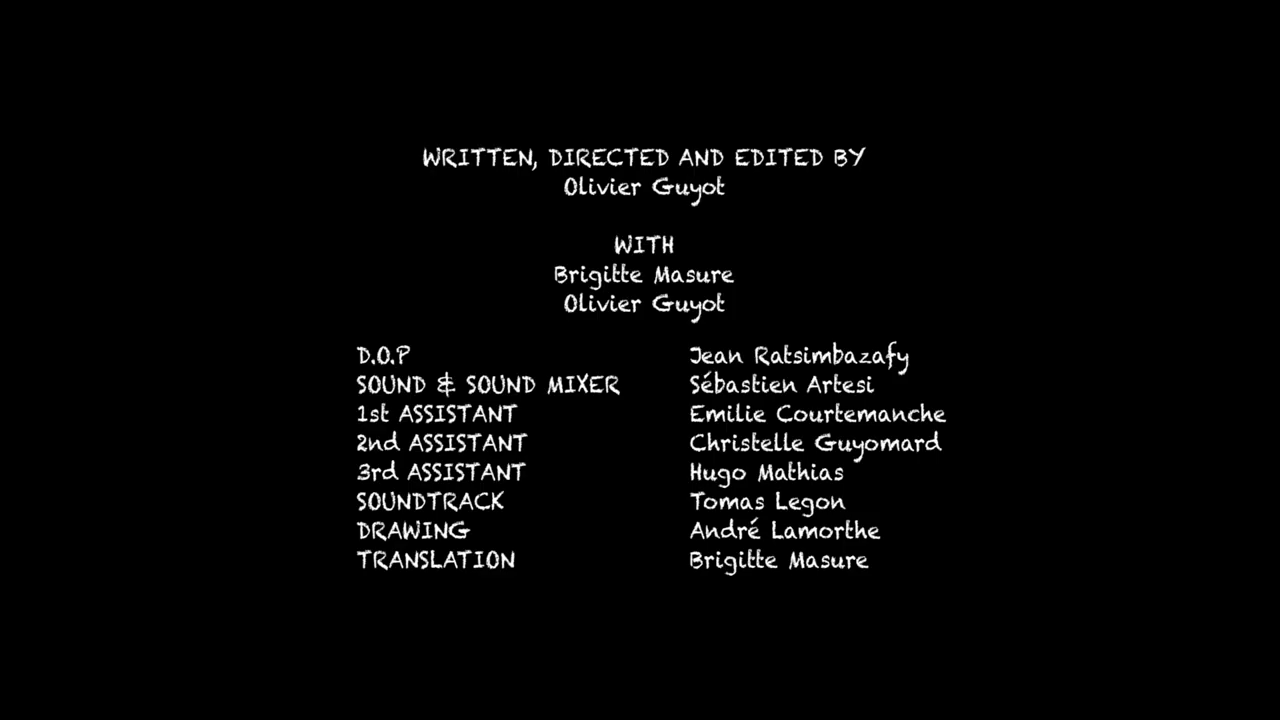 WRITTEN, DIRECTED AND EDITED BY
Olivier Guyot
WITH
Brigitte Masure
Olivier Guyot
D.O.P Jean Ratsimbazafy
SOUND & SOUND MIXER Sébastien Artesi
1st ASSISTANT Emilie Courtemanche
2nd ASSISTANT Christelle Guyomard
3rd ASSISTANT Hugo Mathias
SOUNDTRACK Tomas Legon
DRAWING André Lamorthe
TRANSLATION Brigitte Masure